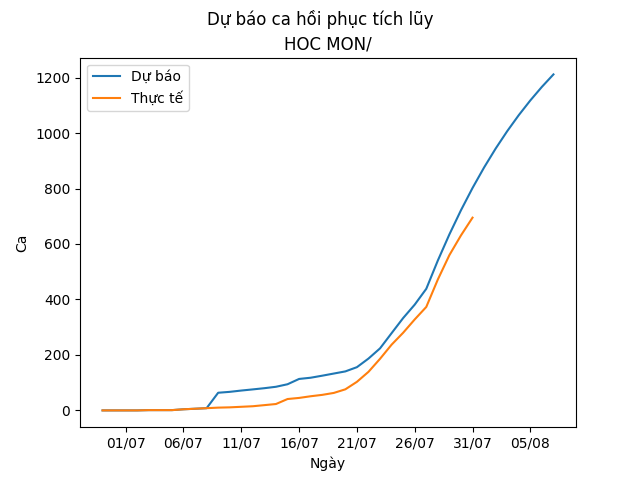 Dự báo ca hồi phục tích lũy
HOC MON/
Dự báo
Thực tế
1200
1000
800
600
400
200
0
Ca
01/07 06/07 11/07 16/07 21/07 26/07 31/07 05/08
Ngày